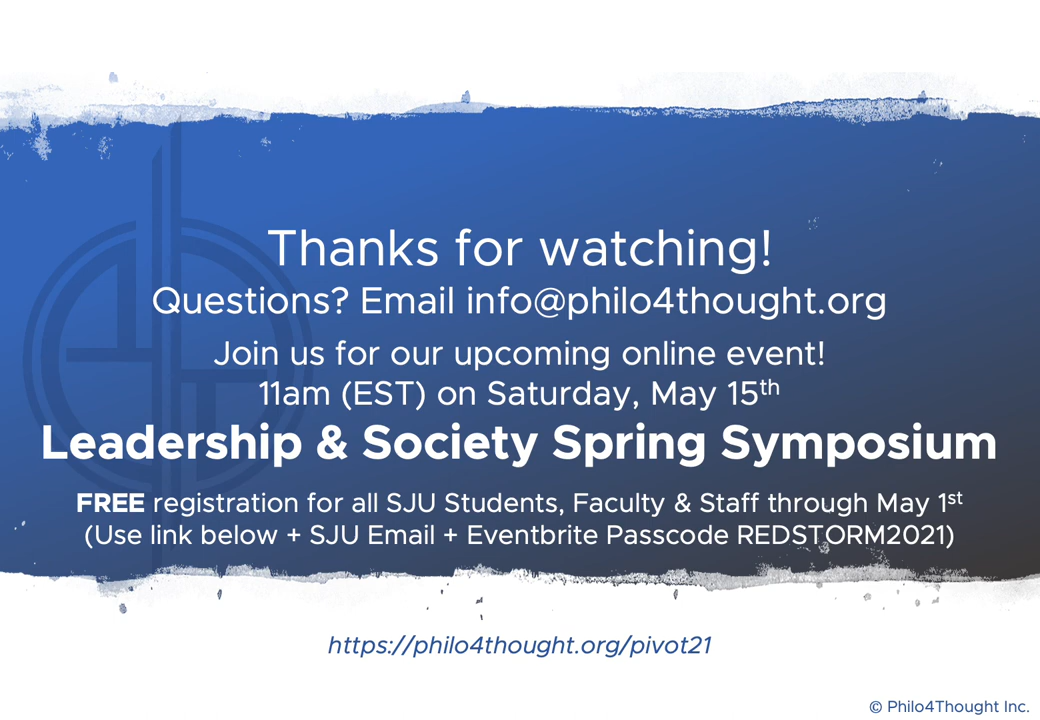 Thanks for watching!
Questions? Email info@philo4thought.org
Join us for our upcoming online event!
11am (EST) on Saturday, May 15th
Leadership & Society Spring Symposium
FREE registration for all SJU Students, Faculty & Staff through May 1st
(Use link below + SJU Email + Eventbrite Passcode REDSTORM2021)
https://philo4thought.org/pivot21
© Philo4Thought Inc.